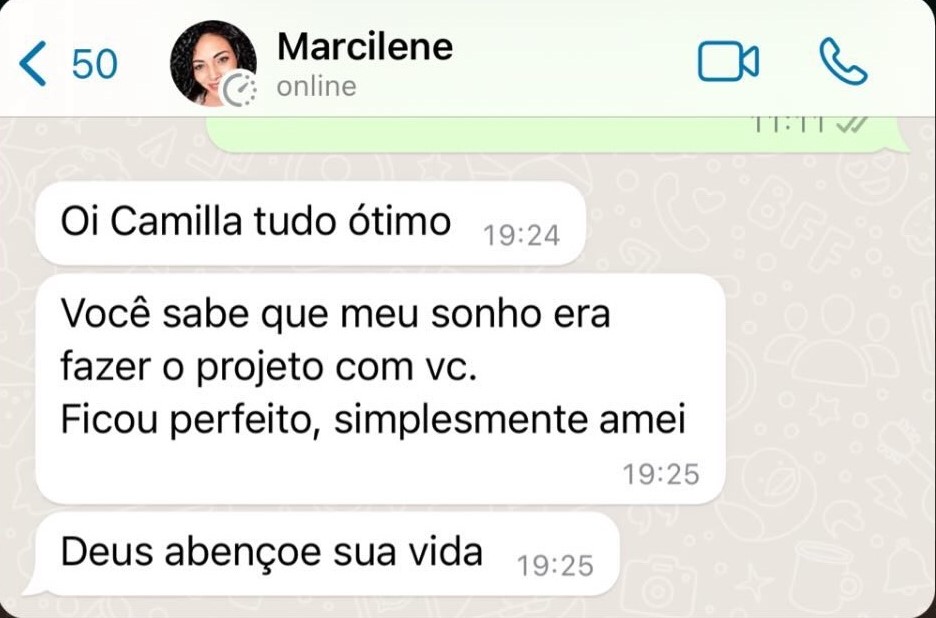 50
Marcilene
online
11:11
Oi Camilla tudo ótimo 19:24
Você sabe que meu sonho era
fazer o projeto com vc.
Ficou perfeito, simplesmente amei
19:25
Deus abençoe sua vida 19:25